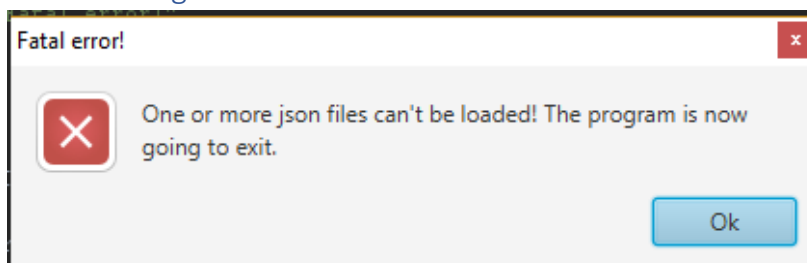 Fatal error!
One or more json files can't be loaded! The program is now
going to exit.
Ok